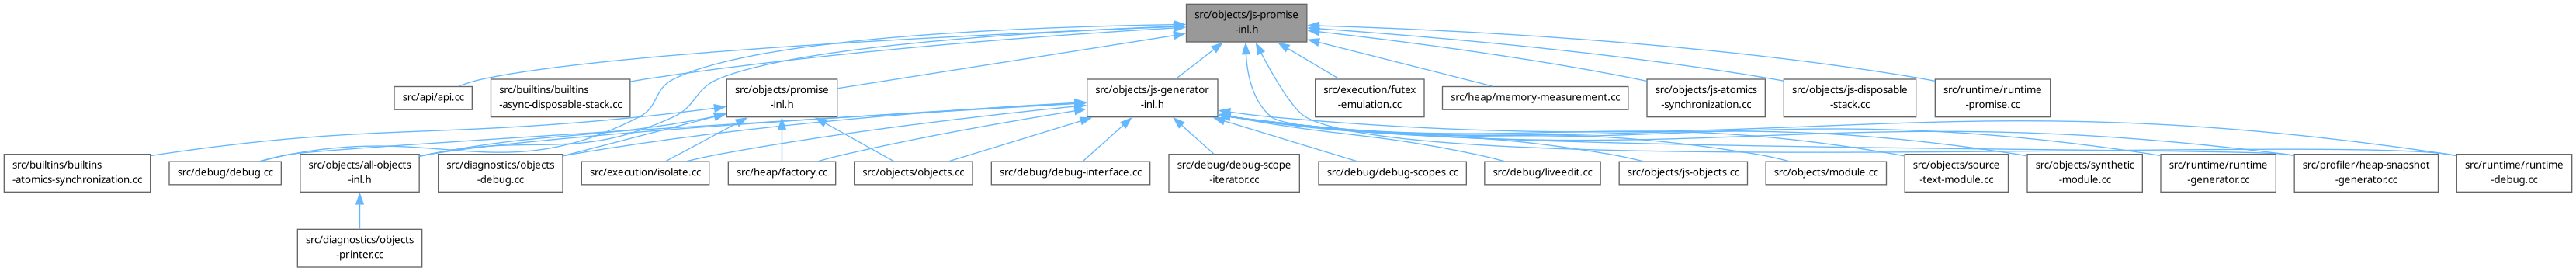 src/objects/js-promise
-inl.h
src/api/api.cc
src/builtins/builtins
-async-disposable-stack.cc
src/objects/promise
-inl.h
src/objects/js-generator
-inl.h
src/execution/futex
-emulation.cc
src/heap/memory-measurement.cc
src/objects/js-atomics
-synchronization.cc
src/objects/js-disposable
-stack.cc
src/runtime/runtime
-promise.cc
src/builtins/builtins
-atomics-synchronization.cc
src/debug/debug.cc
src/objects/all-objects
-inl.h
src/diagnostics/objects
-debug.cc
src/execution/isolate.cc
src/heap/factory.cc
src/objects/objects.cc
src/debug/debug-interface.cc
src/debug/debug-scope
-iterator.cc
src/debug/debug-scopes.cc
src/debug/liveedit.cc
src/objects/js-objects.cc
src/objects/module.cc
src/objects/source
-text-module.cc
src/objects/synthetic
-module.cc
src/runtime/runtime
-generator.cc
src/profiler/heap-snapshot
-generator.cc
src/runtime/runtime
-debug.cc
src/diagnostics/objects
-printer.cc